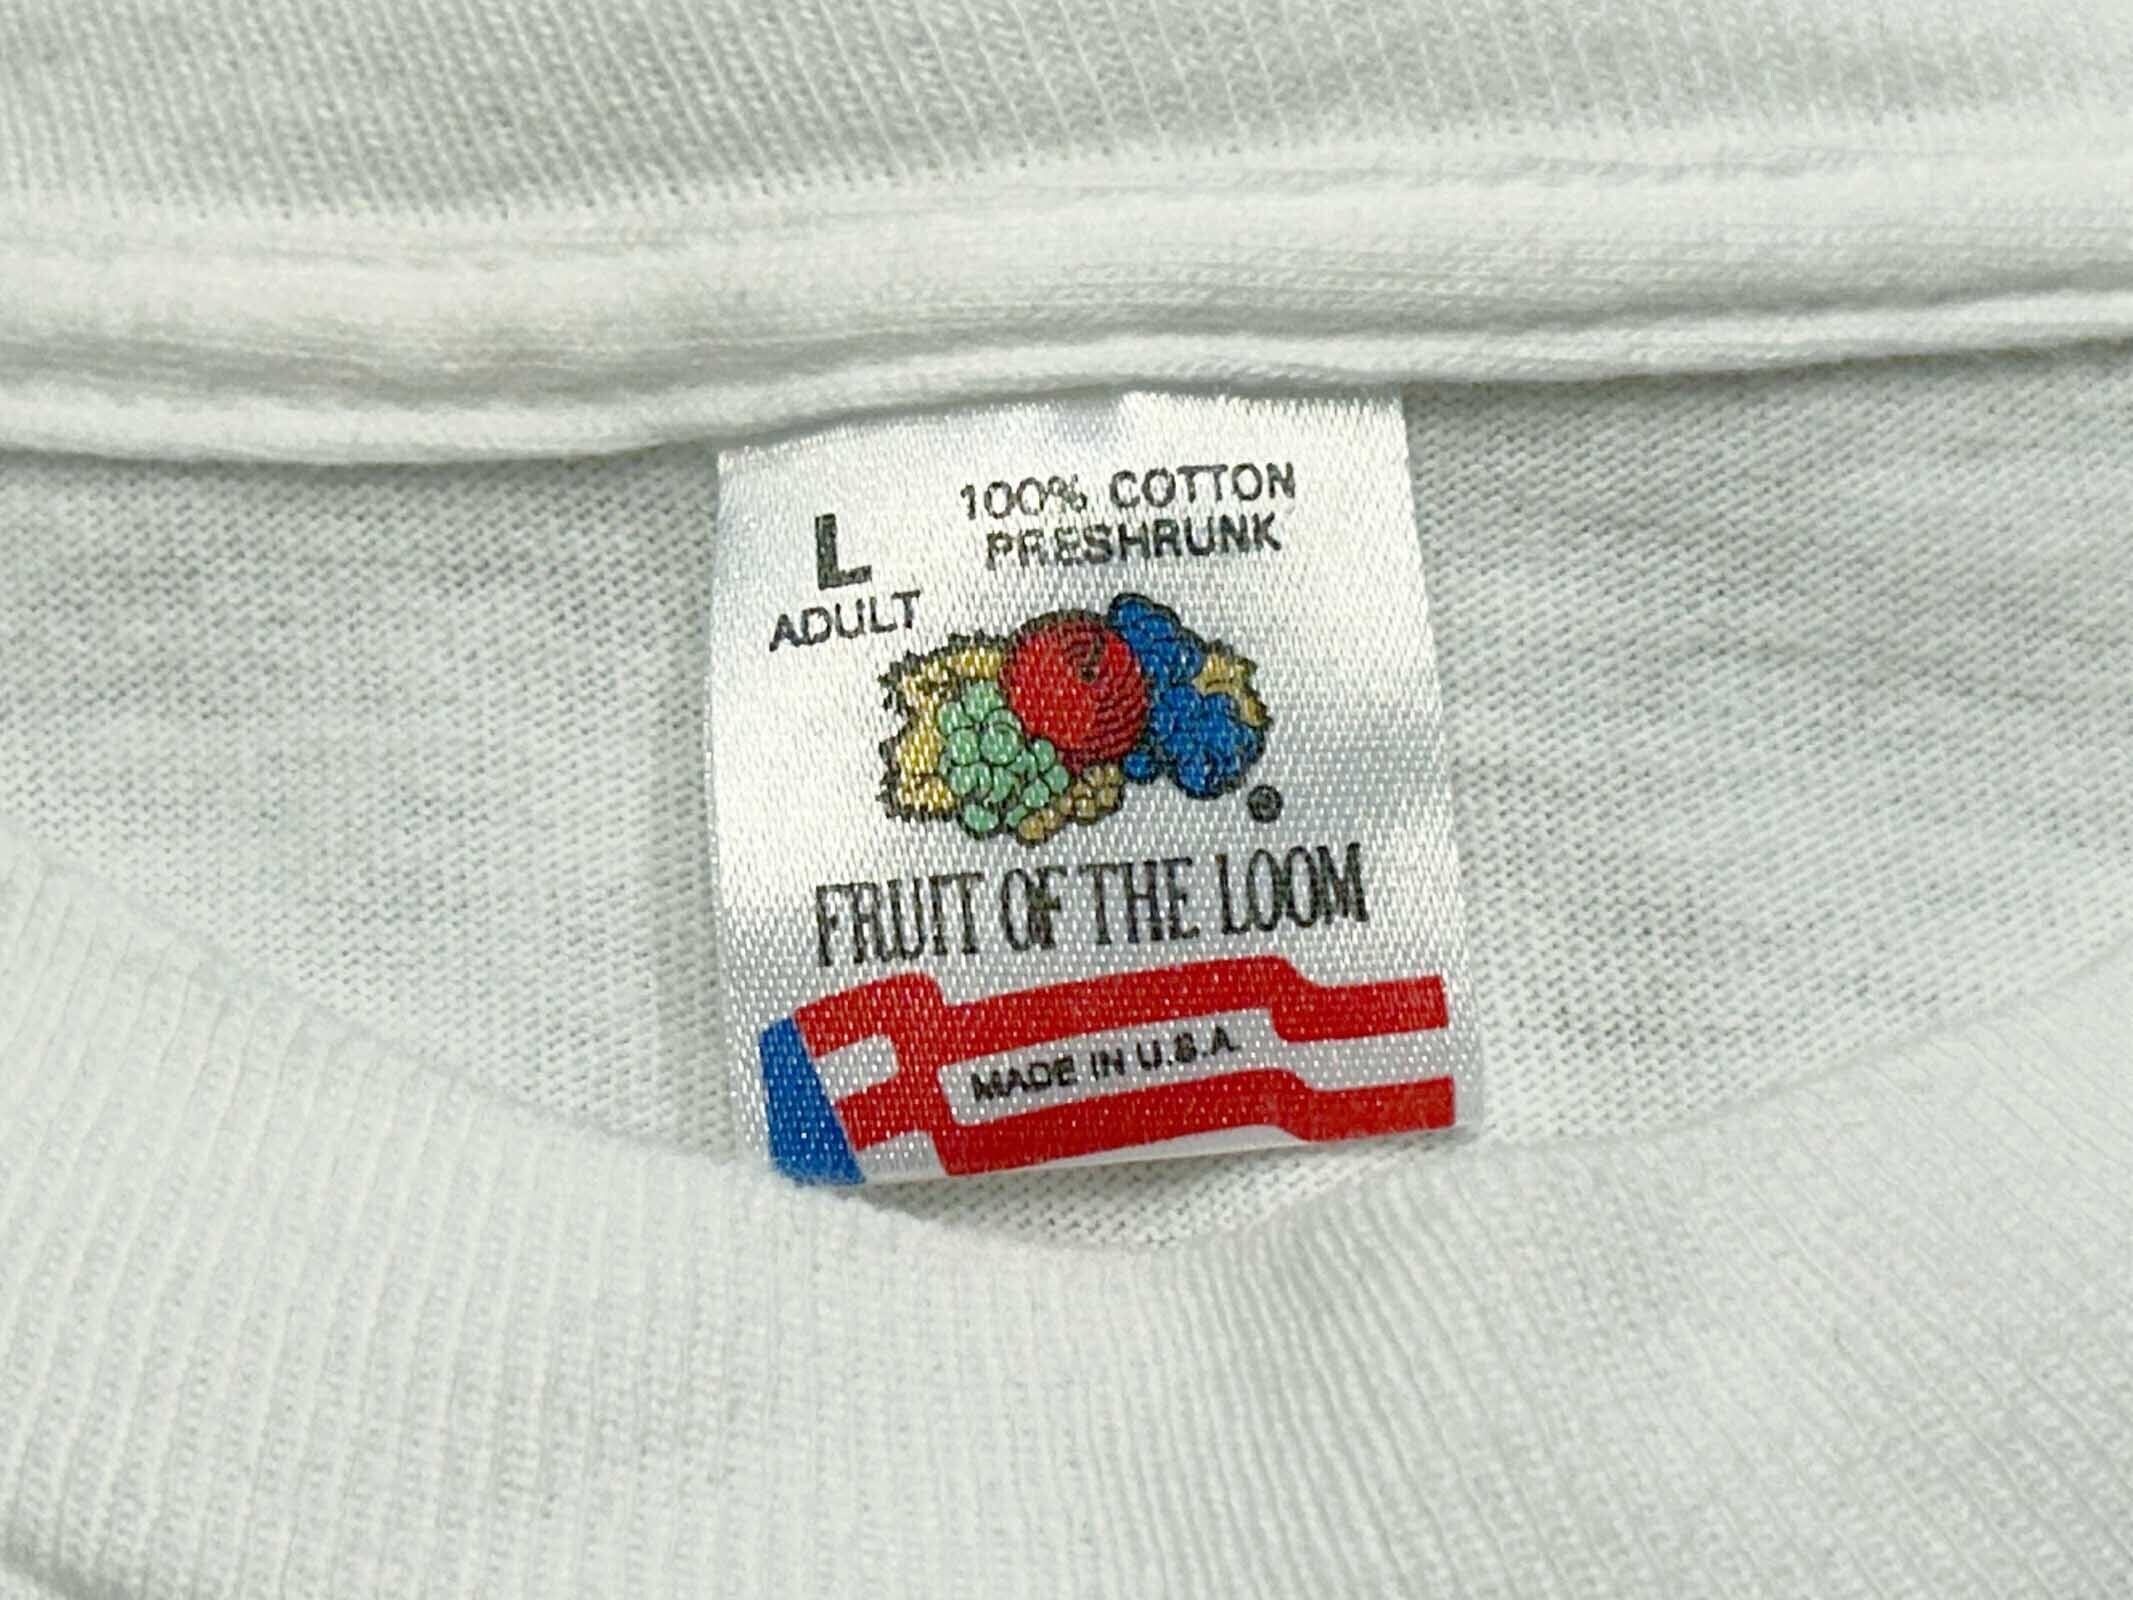 100% COTTON
PRESHRUNK
L
ADULT
®
FRUIT OF THE LOOM
MADE IN U.S.A